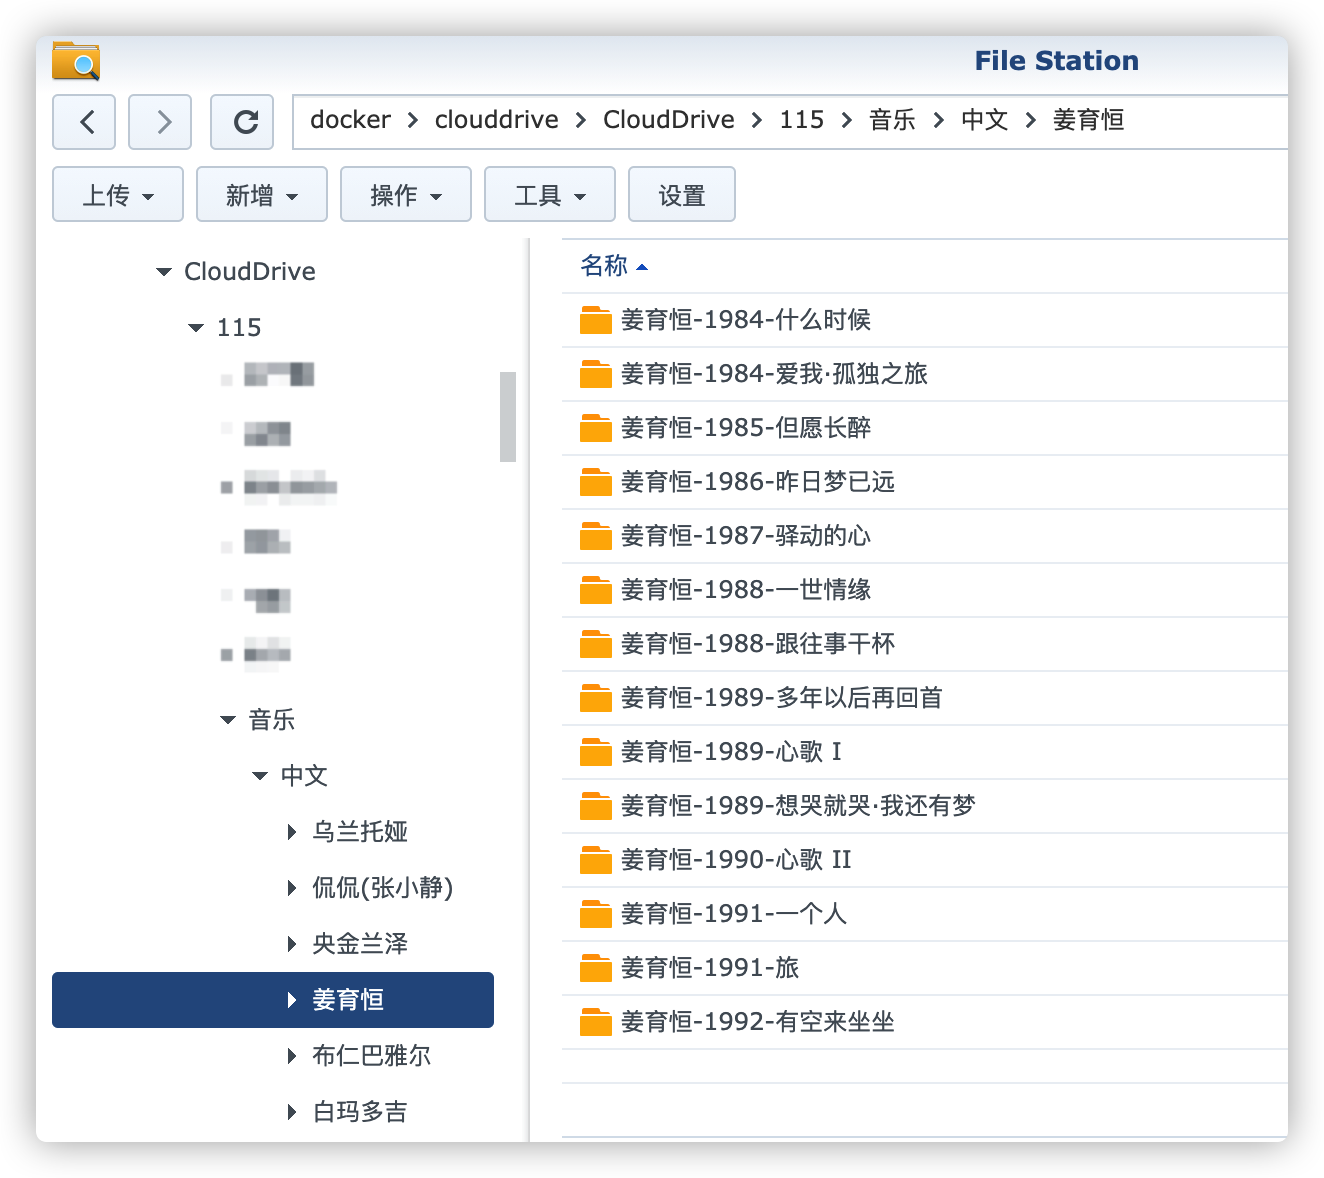 File Station
docker > clouddrive > CloudDrive > 115 > 音乐 > 中文 > 姜育恒
上传 新增 操作 工具 设置
CloudDrive
115
音乐
中文
乌兰托娅
侃侃(张小静)
央金兰泽
姜育恒
布仁巴雅尔
白玛多吉
名称
姜育恒-1984-什么时候
姜育恒-1984-爱我·孤独之旅
姜育恒-1985-但愿长醉
姜育恒-1986-昨日梦已远
姜育恒-1987-驿动的心
姜育恒-1988-一世情缘
姜育恒-1988-跟往事干杯
姜育恒-1989-多年以后再回首
姜育恒-1989-心歌 I
姜育恒-1989-想哭就哭·我还有梦
姜育恒-1990-心歌 II
姜育恒-1991-一个人
姜育恒-1991-旅
姜育恒-1992-有空来坐坐